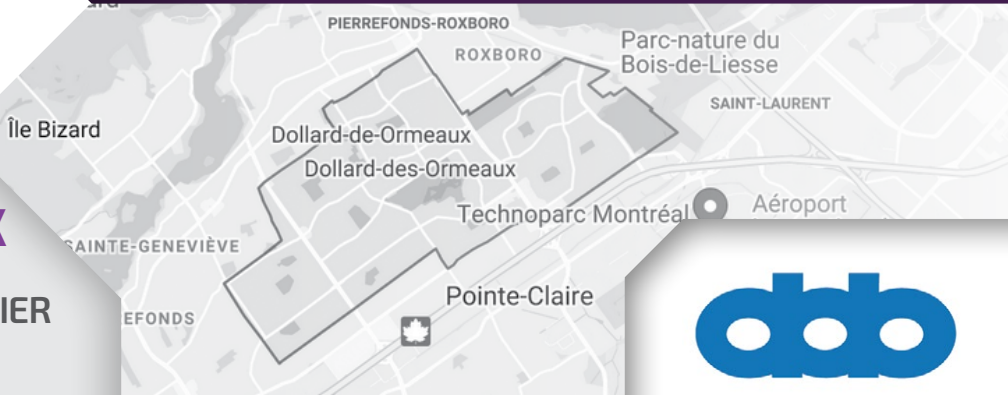 PIERREFONDS-ROXBORO
ROXBORO
Parc-nature du
Bois-de-Liesse
SAINT-LAURENT
Île Bizard
Dollard-de-Ormeaux
Dollard-des-Ormeaux
Technoparc Montréal
Aéroport
X
SAINTE-GENEVIÈVE
Pointe-Claire
IER
EFONDS